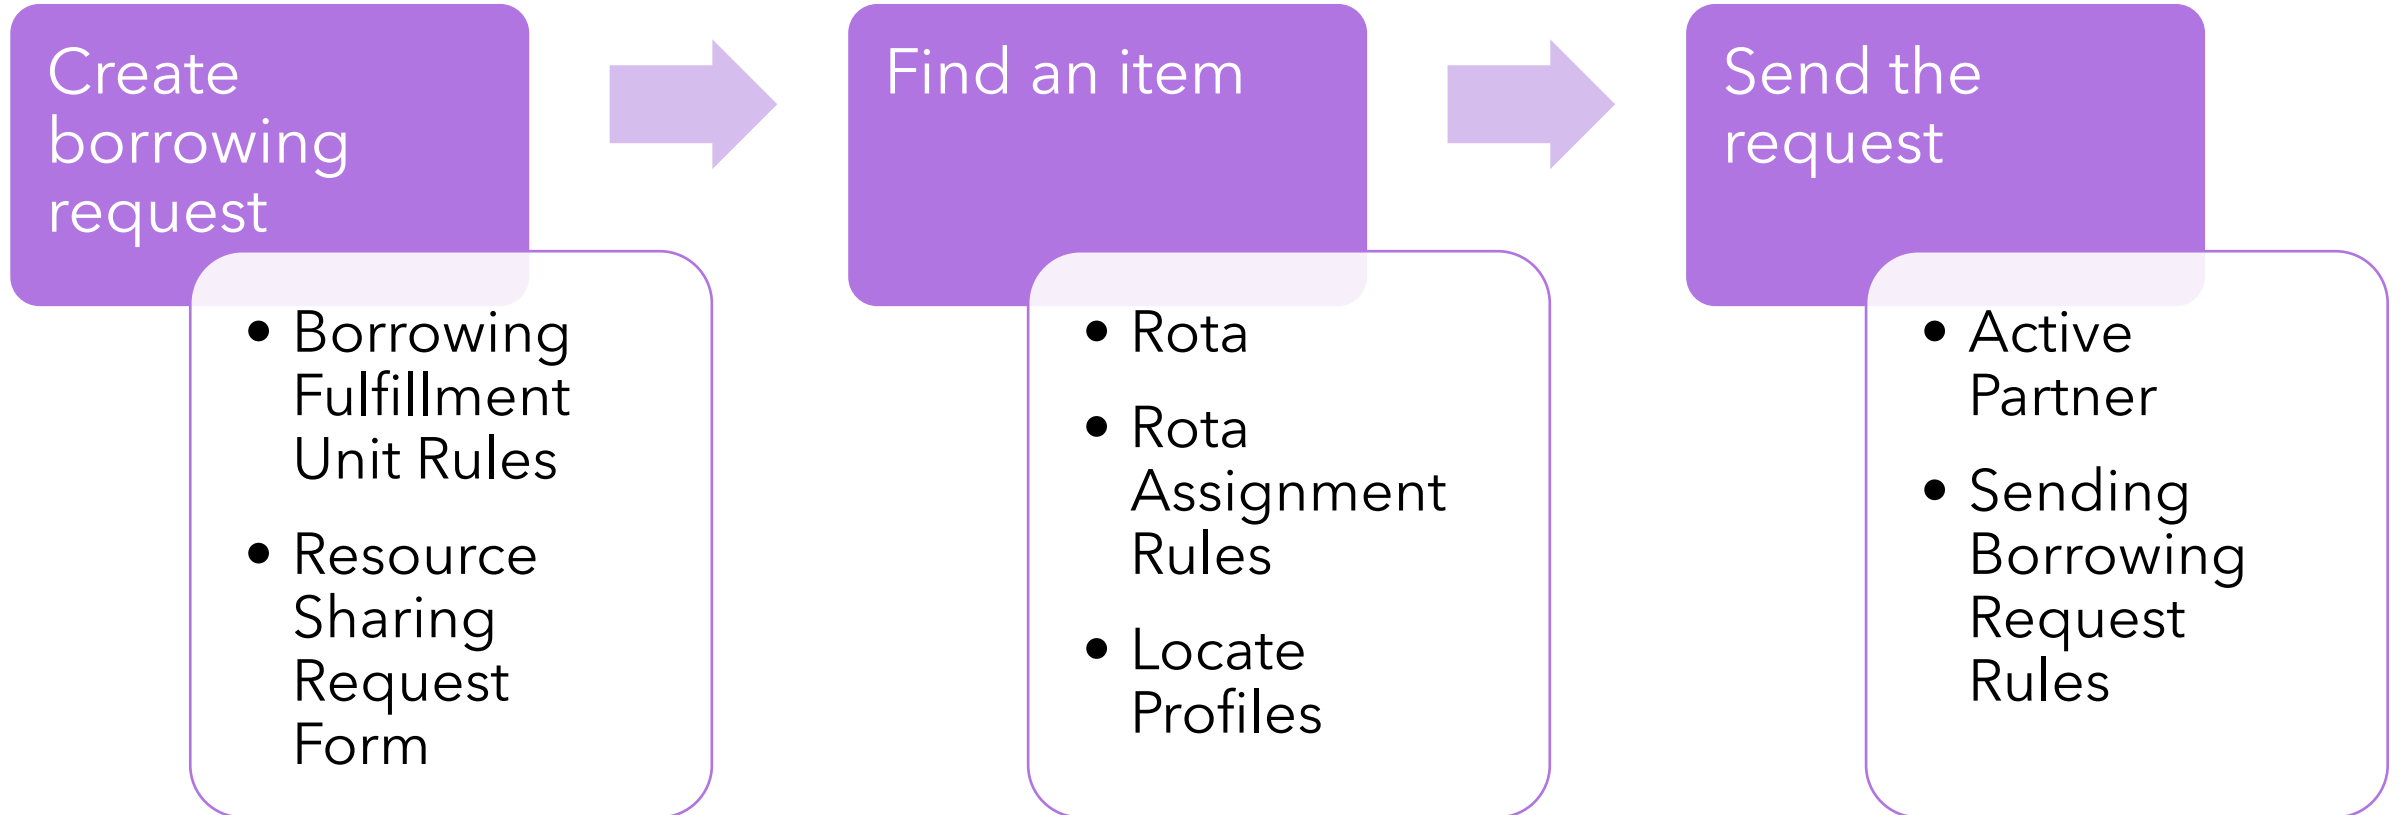 Create
borrowing
request
• Borrowing
Fulfillment
Unit Rules
• Resource
Sharing
Request
Form
Find an item
• Rota
• Rota
Assignment
Rules
• Locate
Profiles
Send the
request
• Active
Partner
• Sending
Borrowing
Request
Rules